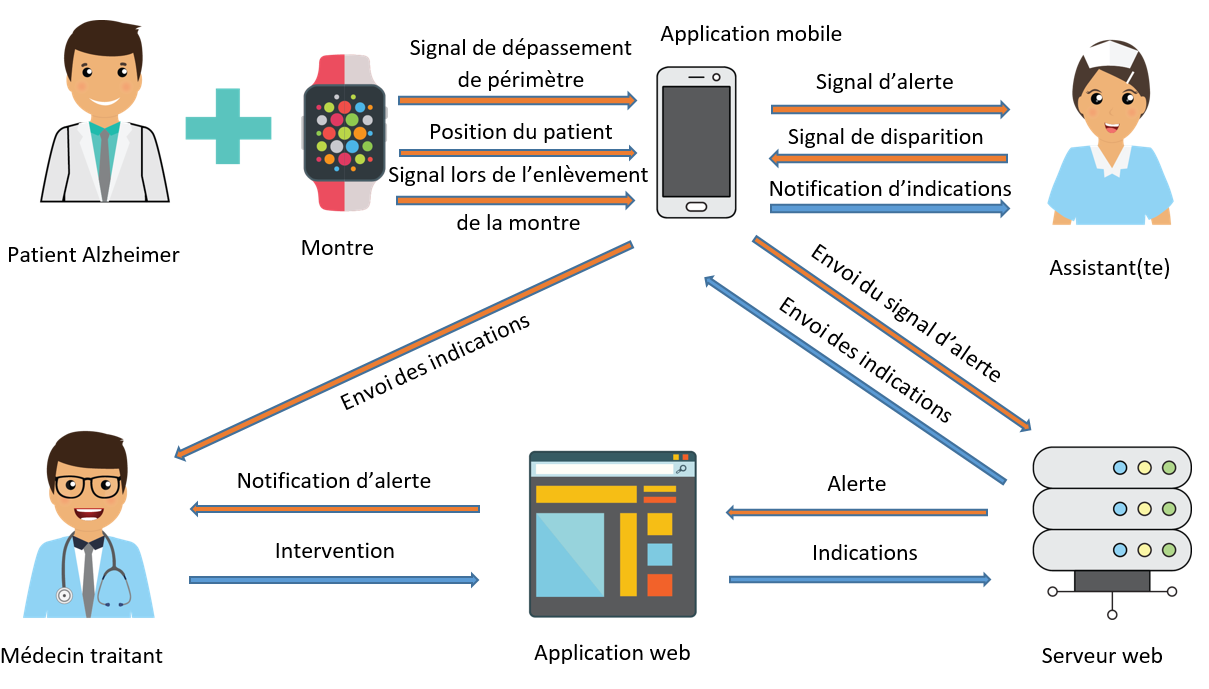 Application mobile
Signal de dépassement
de périmètre
Position du patient
Signal lors de l'enlèvement
de la montre
Signal d'alerte
Signal de disparition
Notification d'indications
Patient Alzheimer
Montre
Assistant(te)
Envoi des indications
Envoi du signal d'alerte
Envoi des indications
Notification d'alerte
Intervention
Alerte
Indications
Médecin traitant
Application web
Serveur web